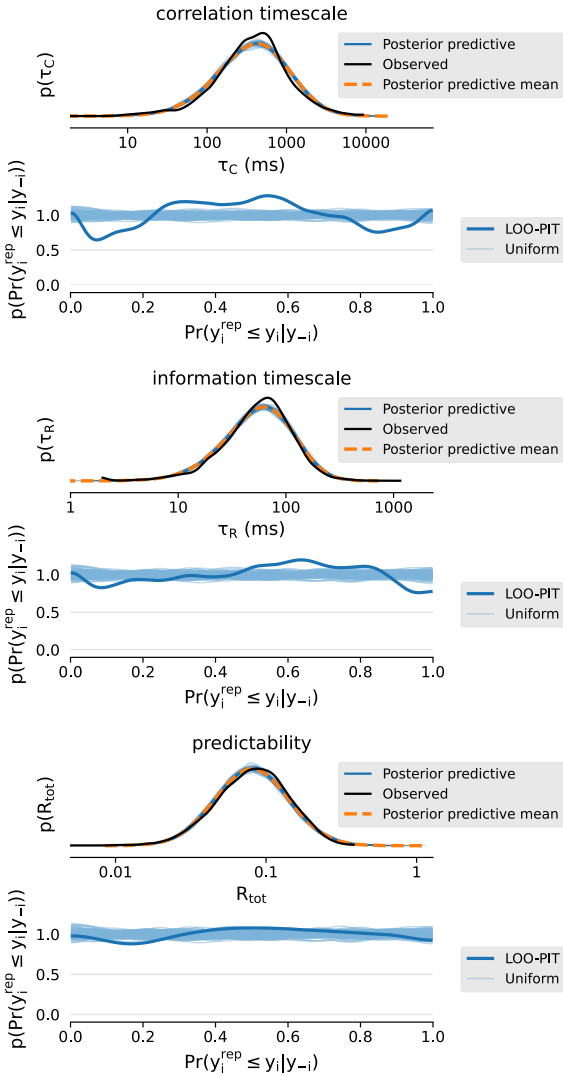 correlation timescale
p(τ_C)
Posterior predictive
Observed
Posterior predictive mean
10 100 1000 10000
τ_C (ms)
p(Pr(y_i^rep ≤ y_i|y_−i))
1.0
0.5
0.0
LOO-PIT
Uniform
0.0 0.2 0.4 0.6 0.8 1.0
Pr(y_i^rep ≤ y_i|y_−i)
information timescale
p(τ_R)
Posterior predictive
Observed
Posterior predictive mean
1 10 100 1000
τ_R (ms)
p(Pr(y_i^rep ≤ y_i|y_−i))
1.0
0.5
0.0
LOO-PIT
Uniform
0.0 0.2 0.4 0.6 0.8 1.0
Pr(y_i^rep ≤ y_i|y_−i)
predictability
p(R_tot)
Posterior predictive
Observed
Posterior predictive mean
0.01 0.1 1
R_tot
p(Pr(y_i^rep ≤ y_i|y_−i))
1.0
0.5
0.0
LOO-PIT
Uniform
0.0 0.2 0.4 0.6 0.8 1.0
Pr(y_i^rep ≤ y_i|y_−i)